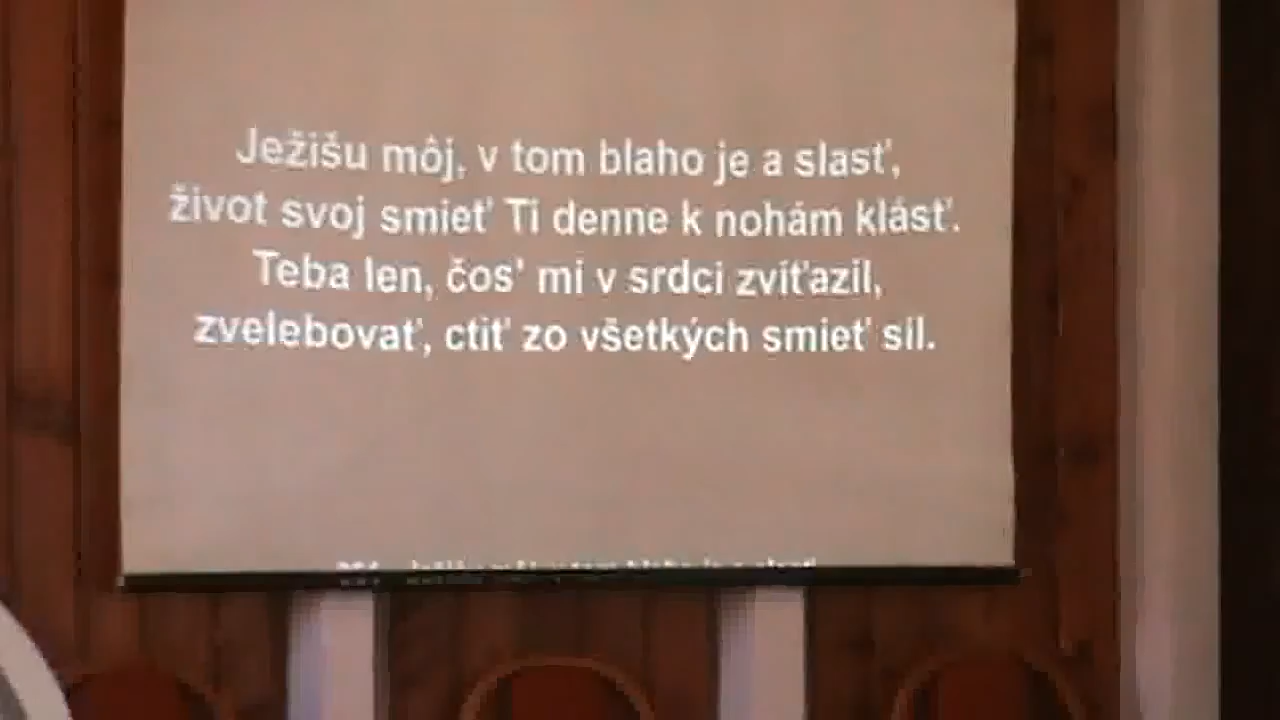 Ježišu môj, v tom blaho je a slasť,
život svoj smieť Ti denne k nohám klásť.
Teba len, čos' mi v srdci zvíťazil,
zvelebovať, ctiť zo všetkých smieť síl.